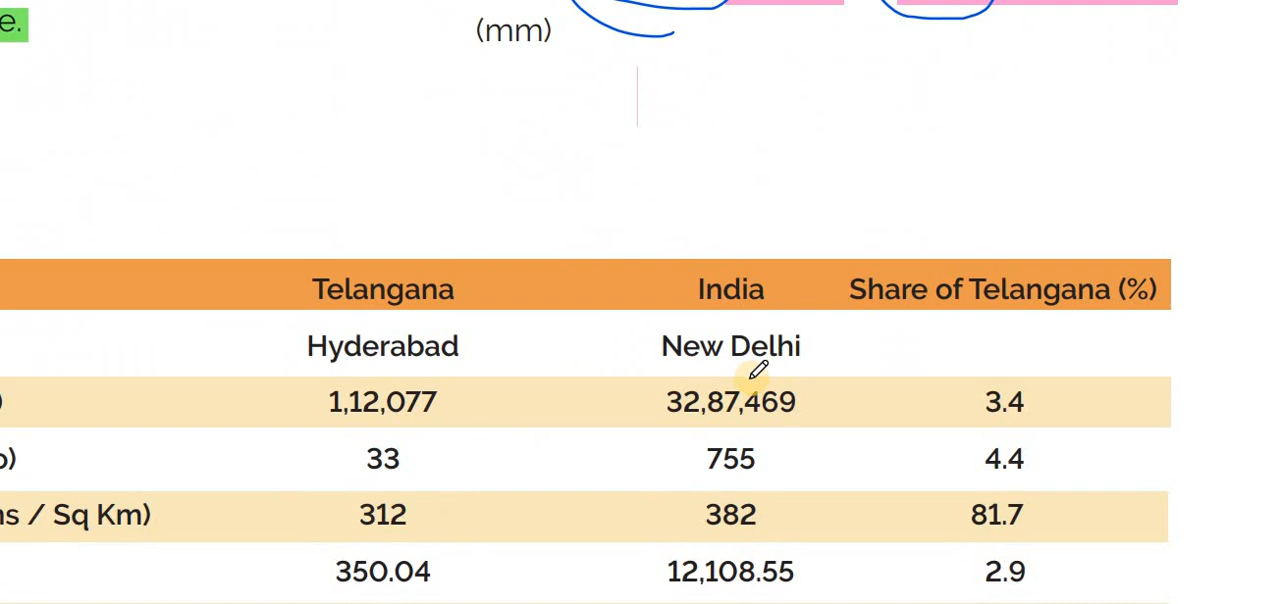 e.
(mm)
Telangana India Share of Telangana (%)
Hyderabad New Delhi
) 1,12,077 32,87,469 3.4
) 33 755 4.4
/ Sq Km) 312 382 81.7
350.04 12,108.55 2.9